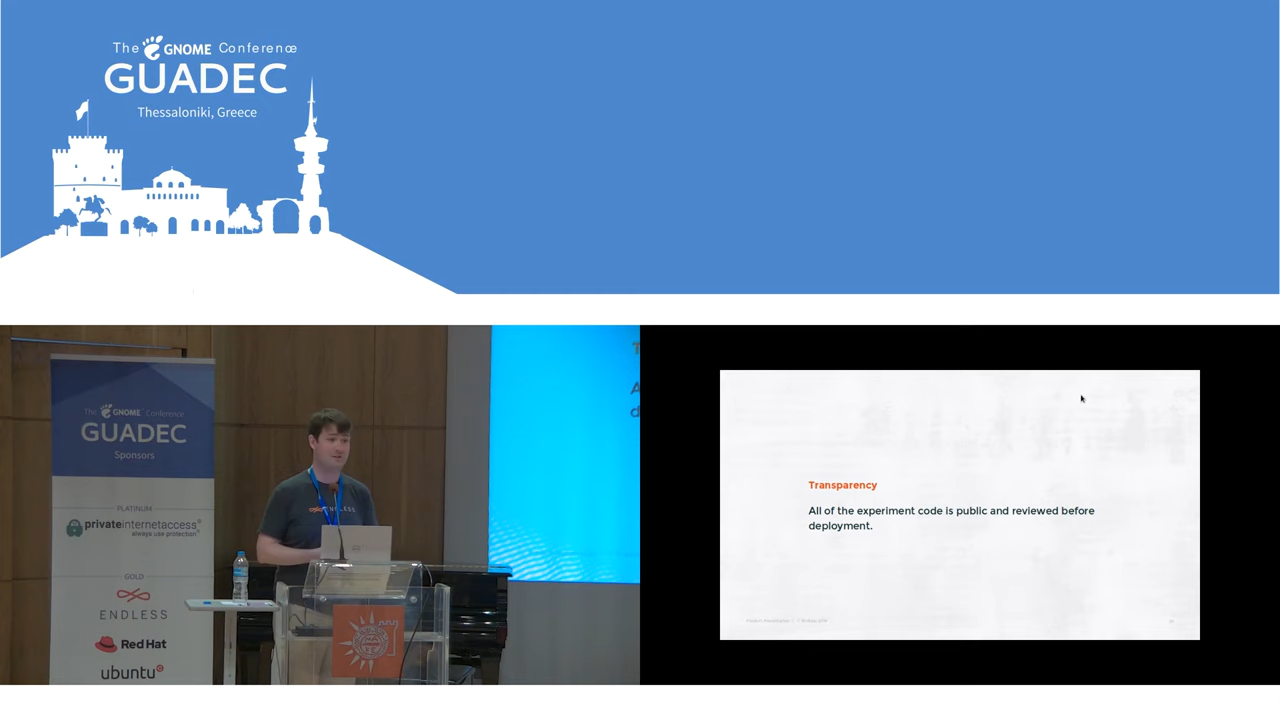 The GNOME Conference
GUADEC
Thessaloniki, Greece
The GNOME Conference
GUADEC
Sponsors
PLATINUM
privateinternetaccess®
always use protection®
GOLD
ENDLESS
Red Hat
ubuntu®
ENDLESS
Transparency
All of the experiment code is public and reviewed before
deployment.